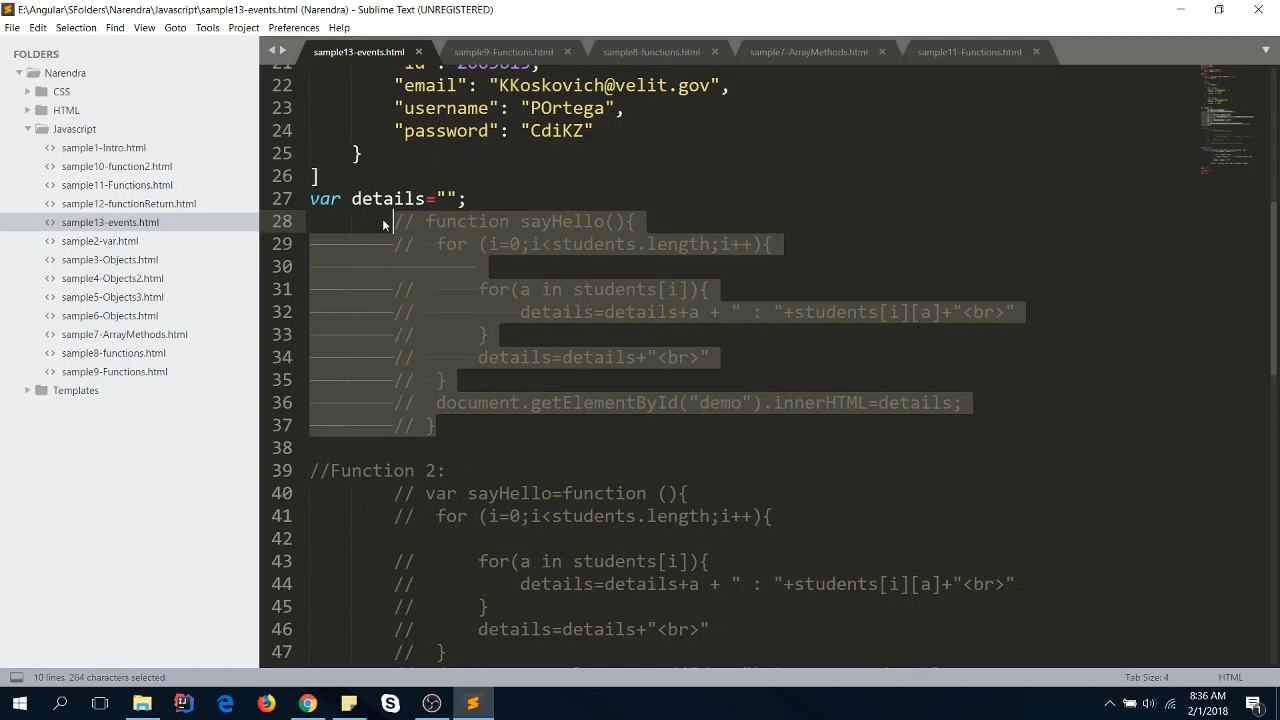 E:\Angular\SFolders\Narendra\Javascript\sample13-events.html (Narendra) - Sublime Text (UNREGISTERED)
File Edit Selection Find View Goto Tools Project Preferences Help
FOLDERS
Narendra
CSS
HTML
Javascript
sample1-Intro.html
sample10-function2.html
sample11-Functions.html
sample12-functionReturn.html
sample13-events.html
sample2-var.html
sample3-Objects.html
sample4-Objects2.html
sample5-Objects3.html
sample6-Objects.html
sample7-ArrayMethods.html
sample8-functions.html
sample9-Functions.html
Templates
sample13-events.html sample9-Functions.html sample8-functions.html sample7-ArrayMethods.html sample11-Functions.html
21 "id": 2009615,
22 "email": "KKoskovich@velit.gov",
23 "username": "POrtega",
24 "password": "CdiKZ"
25 }
26 ]
27 var details="";
28 // function sayHello(){
29 // for (i=0;i<students.length;i++){
30
31 // for(a in students[i]){
32 // details=details+a + " : "+students[i][a]+"<br>"
33 // }
34 // details=details+"<br>"
35 // }
36 // document.getElementById("demo").innerHTML=details;
37 // }
38
39 //Function 2:
40 // var sayHello=function (){
41 // for (i=0;i<students.length;i++){
42
43 // for(a in students[i]){
44 // details=details+a + " : "+students[i][a]+"<br>"
45 // }
46 // details=details+"<br>"
47 // }
10 lines, 264 characters selected
Tab Size: 4
HTML
8:36 AM
2/1/2018